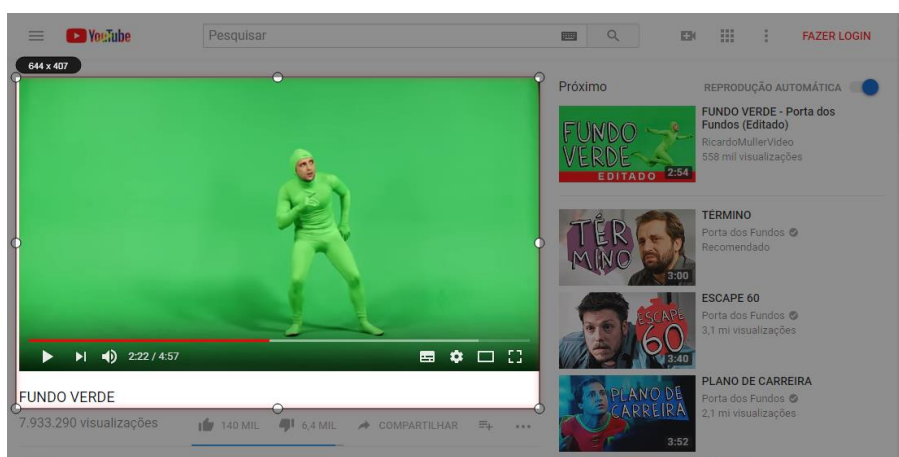 YouTube
Pesquisar
FAZER LOGIN
644 x 407
2:22 / 4:57
FUNDO VERDE
7.933.290 visualizações
140 MIL
6,4 MIL
COMPARTILHAR
Próximo
REPRODUÇÃO AUTOMÁTICA
FUNDO
VERDE
EDITADO
2:54
FUNDO VERDE - Porta dos
Fundos (Editado)
RicardoMullerVideo
558 mil visualizações
TÉR
MINO
3:00
TÉRMINO
Porta dos Fundos
Recomendado
ESCAPE
60
3:40
ESCAPE 60
Porta dos Fundos
3,1 mi visualizações
PLANO DE
CARREIRA
3:52
PLANO DE CARREIRA
Porta dos Fundos
2,1 mi visualizações